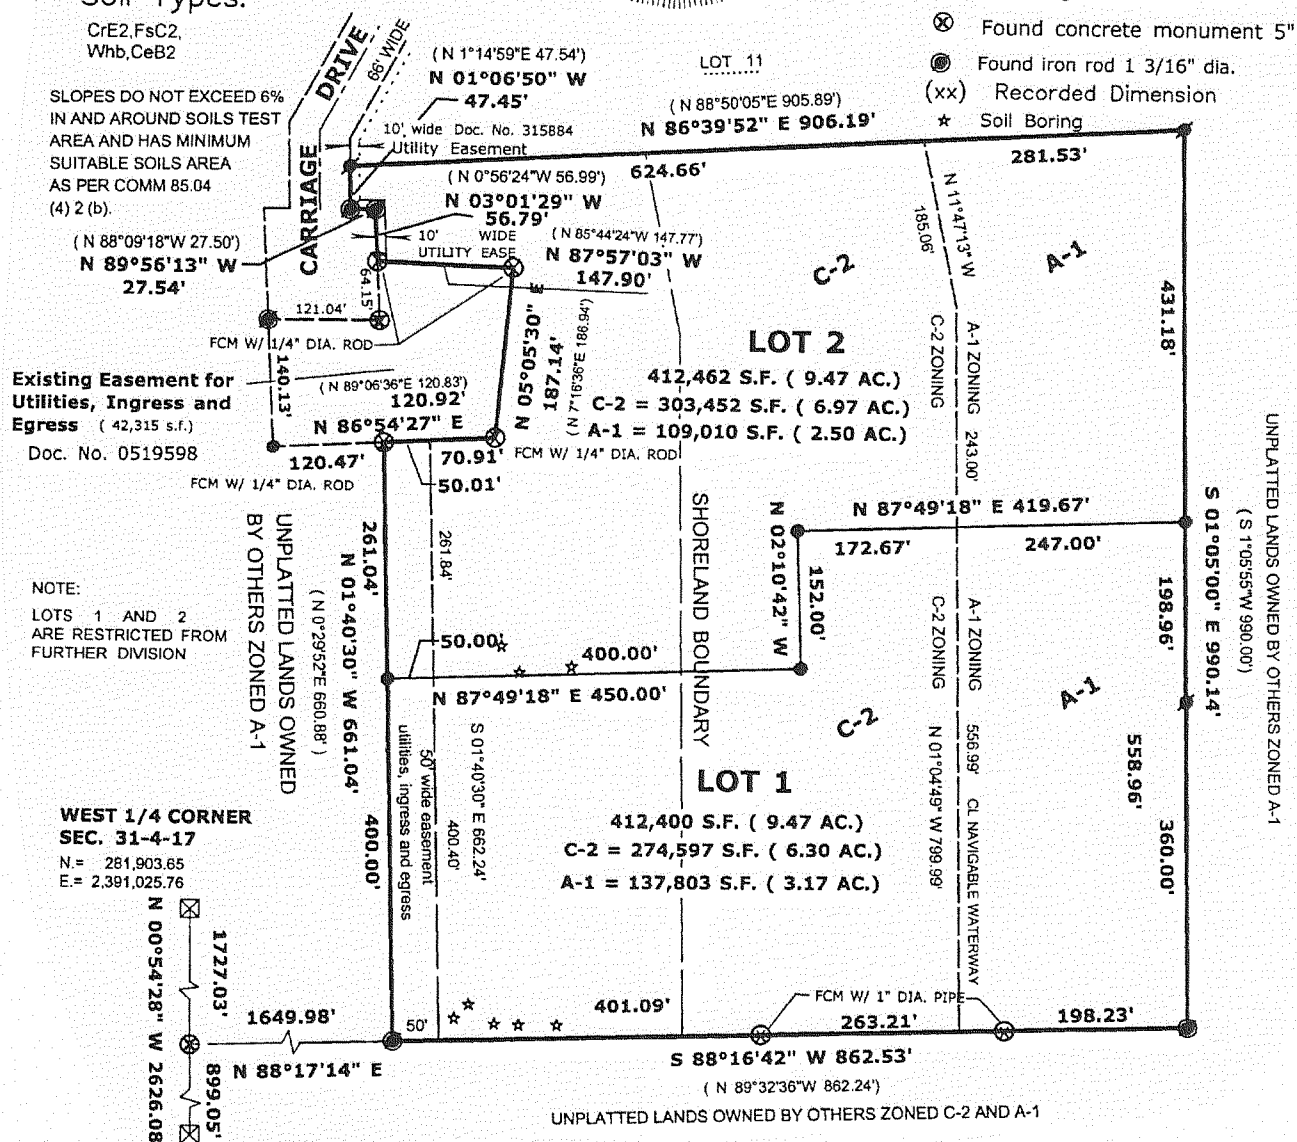 Soil Types:
CrE2,FsC2,
Whb,CeB2
SLOPES DO NOT EXCEED 6%
IN AND AROUND SOILS TEST
AREA AND HAS MINIMUM
SUITABLE SOILS AREA
AS PER COMM 85.04
(4) 2 (b).
CARRIAGE DRIVE
66' WIDE
( N 1°14'59"E 47.54')
N 01°06'50" W
47.45'
10' wide Doc. No. 315884
Utility Easement
LOT 11
( N 88°50'05"E 905.89')
N 86°39'52" E 906.19'
624.66'
281.53'
Found concrete monument 5"
Found iron rod 1 3/16" dia.
(xx) Recorded Dimension
Soil Boring
( N 0°56'24"W 56.99')
N 03°01'29" W
56.79'
( N 88°09'18"W 27.50')
N 89°56'13" W
27.54'
10' WIDE
UTILITY EASE
( N 85°44'24"W 147.77')
N 87°57'03" W
147.90'
64.15'
121.04'
FCM W/ 1/4" DIA. ROD
140.13'
Existing Easement for
Utilities, Ingress and
Egress ( 42,315 s.f.)
Doc. No. 0519598
( N 89°06'36"E 120.83')
120.92'
N 86°54'27" E
120.47'
70.91'
50.01'
FCM W/ 1/4" DIA. ROD
FCM W/ 1/4" DIA. ROD
N 05°05'30" E
187.14'
( N 7°16'36"E 186.94')
N 11°47'13" W
185.06'
C-2
A-1
431.18'
LOT 2
412,462 S.F. ( 9.47 AC.)
C-2 = 303,452 S.F. ( 6.97 AC.)
A-1 = 109,010 S.F. ( 2.50 AC.)
C-2 ZONING
A-1 ZONING 243.00'
N 87°49'18" E 419.67'
172.67'
247.00'
N 02°10'42" W
152.00'
SHORELAND BOUNDARY
S 01°05'00" E 990.14'
( S 1°05'55"W 990.00')
UNPLATTED LANDS OWNED BY OTHERS ZONED A-1
198.96'
558.96'
360.00'
UNPLATTED LANDS OWNED
BY OTHERS ZONED A-1
( N 0°29'52"E 660.88')
N 01°40'30" W 661.04'
261.04'
261.84'
400.00'
NOTE:
LOTS 1 AND 2
ARE RESTRICTED FROM
FURTHER DIVISION
50.00'
400.00'
N 87°49'18" E 450.00'
C-2 ZONING
A-1 ZONING
C-2
A-1
50' wide easement
utilities, ingress and egress
S 01°40'30" E 662.24'
400.40'
LOT 1
412,400 S.F. ( 9.47 AC.)
C-2 = 274,597 S.F. ( 6.30 AC.)
A-1 = 137,803 S.F. ( 3.17 AC.)
N 01°04'49" W 799.99'
556.99' CL NAVIGABLE WATERWAY
WEST 1/4 CORNER
SEC. 31-4-17
N.= 281,903.65
E.= 2,391,025.76
N 00°54'28" W 2626.08'
1727.03'
899.05'
1649.98'
N 88°17'14" E
50'
401.09'
FCM W/ 1" DIA. PIPE
263.21'
198.23'
S 88°16'42" W 862.53'
( N 89°32'36"W 862.24')
UNPLATTED LANDS OWNED BY OTHERS ZONED C-2 AND A-1